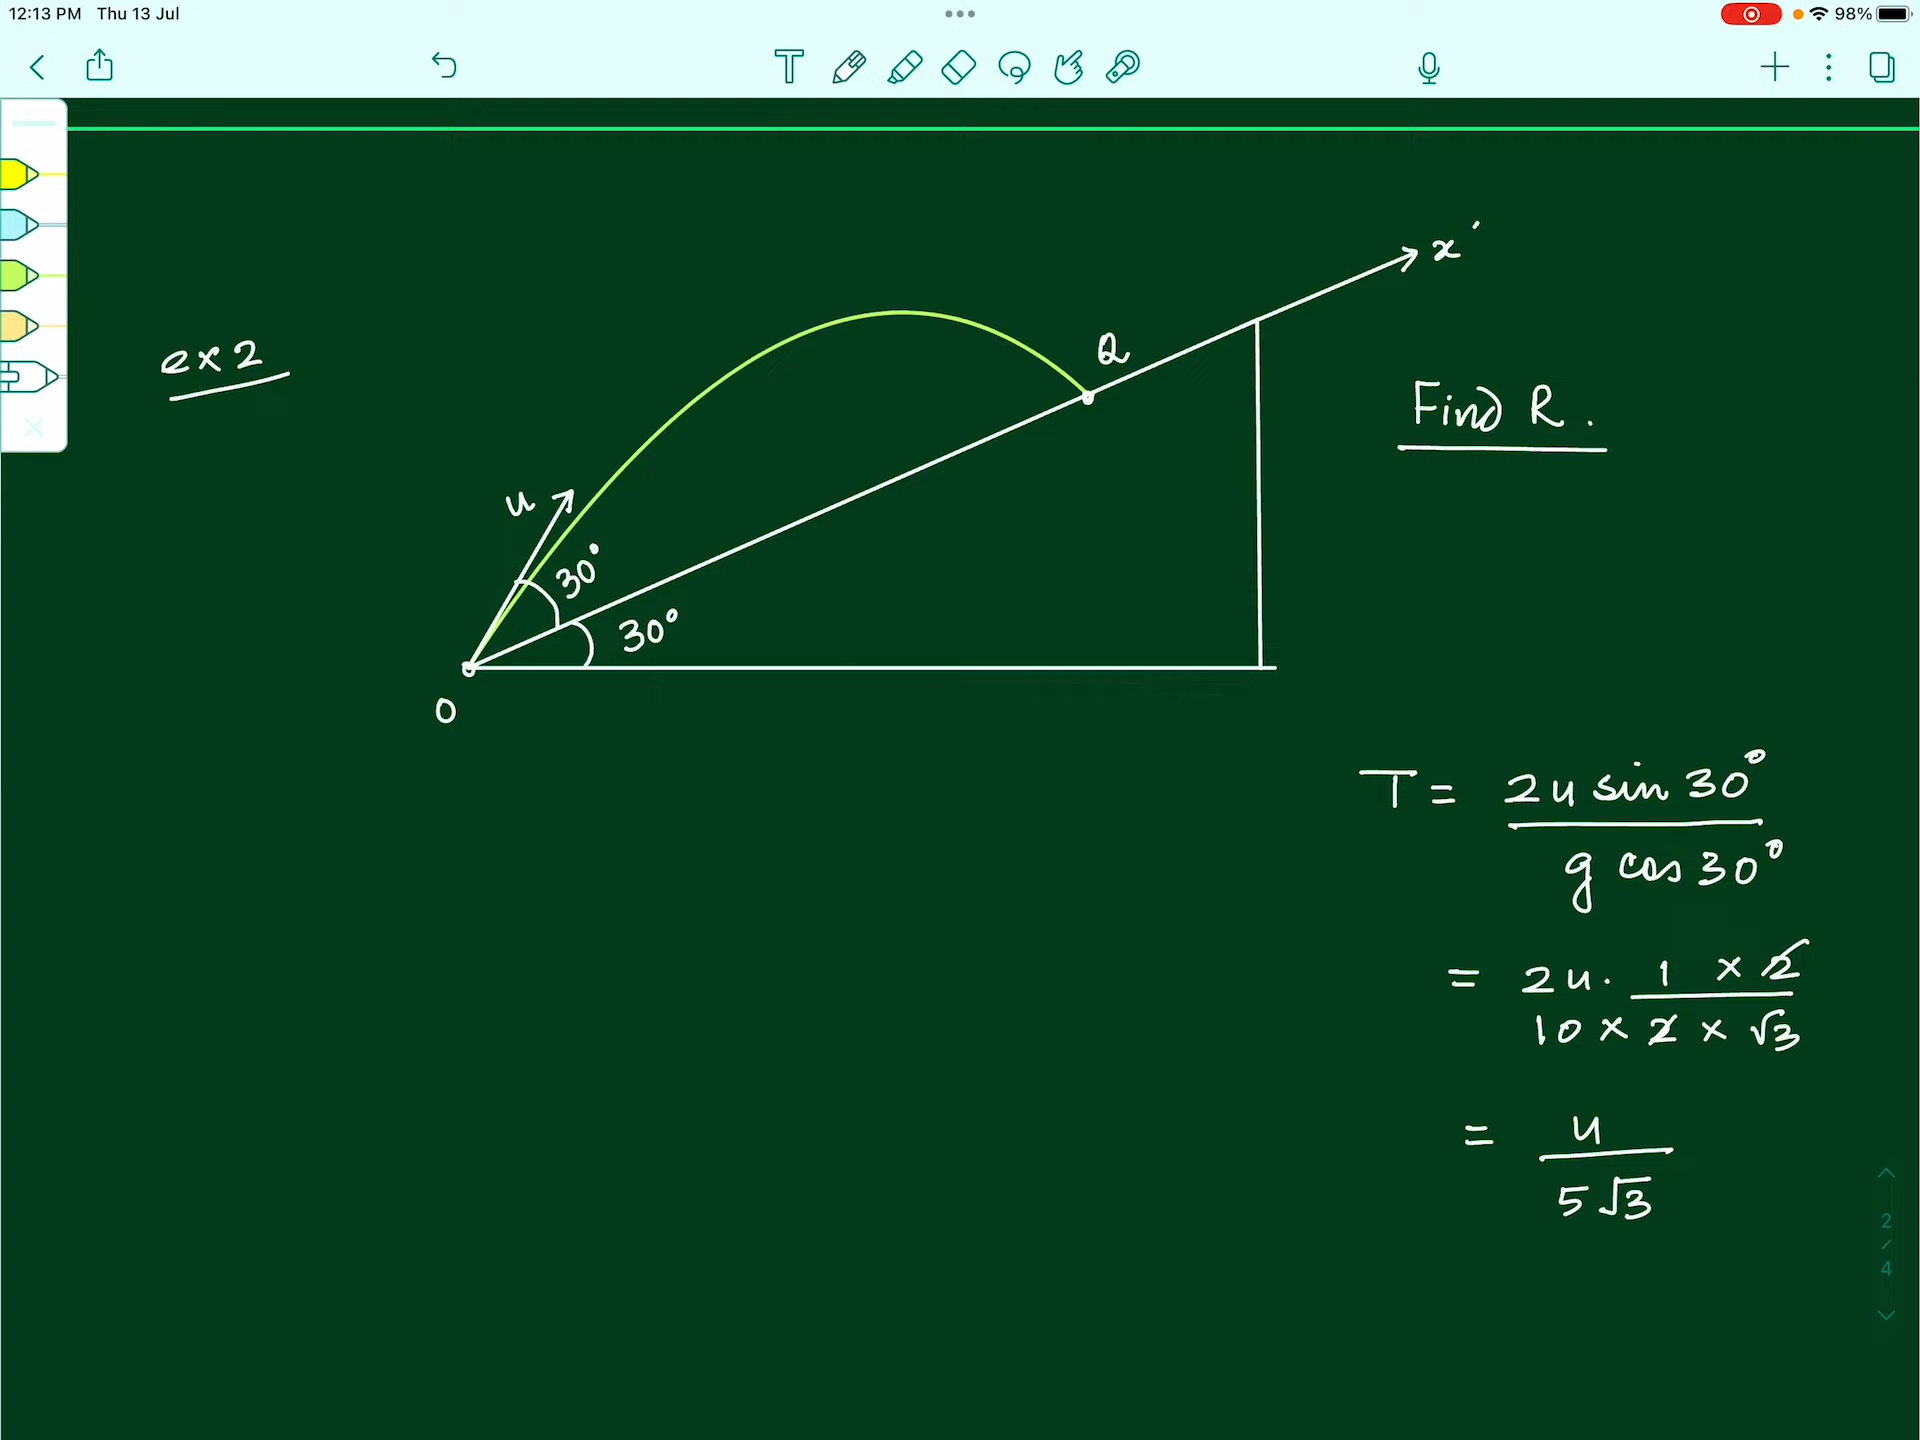 12:13 PM Thu 13 Jul
98%
x'
Q
ex 2
Find R.
u
30°
30°
O
T = 2u sin 30°
g cos 30°
= 2u. 1 × 2
10 × 2 × √3
= u
5√3
2
/
4